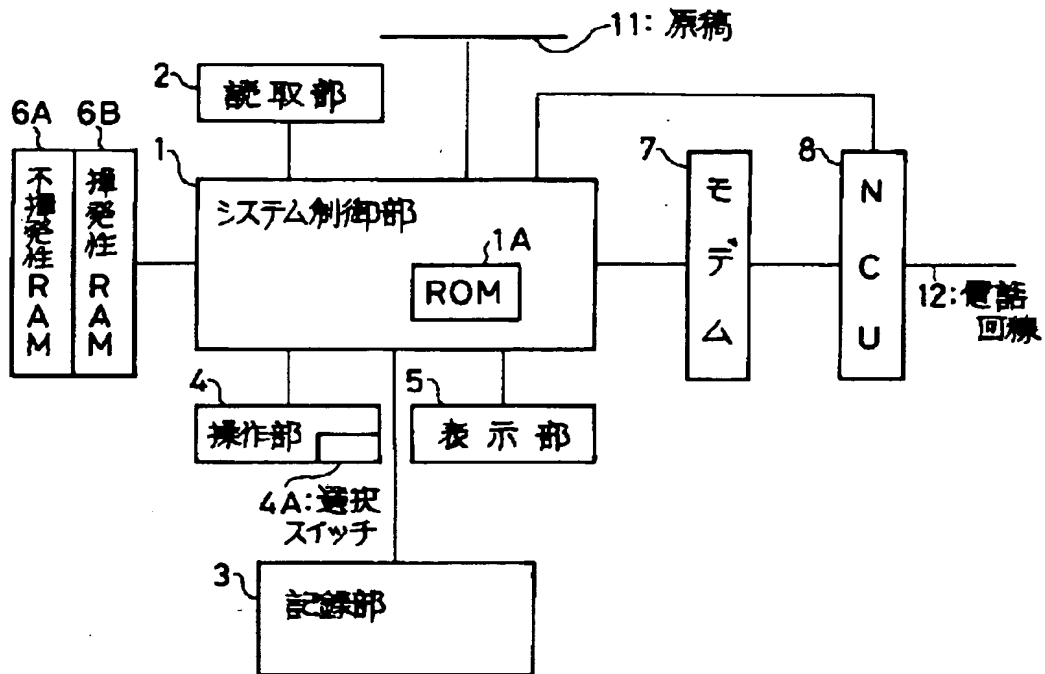 11: 原稿
2
読取部
6A
6B
不揮発性RAM
揮発性RAM
1
システム制御部
1A
ROM
7
モデム
8
NCU
12: 電話
回線
4
操作部
4A: 選択
スイッチ
5
表示部
3
記録部